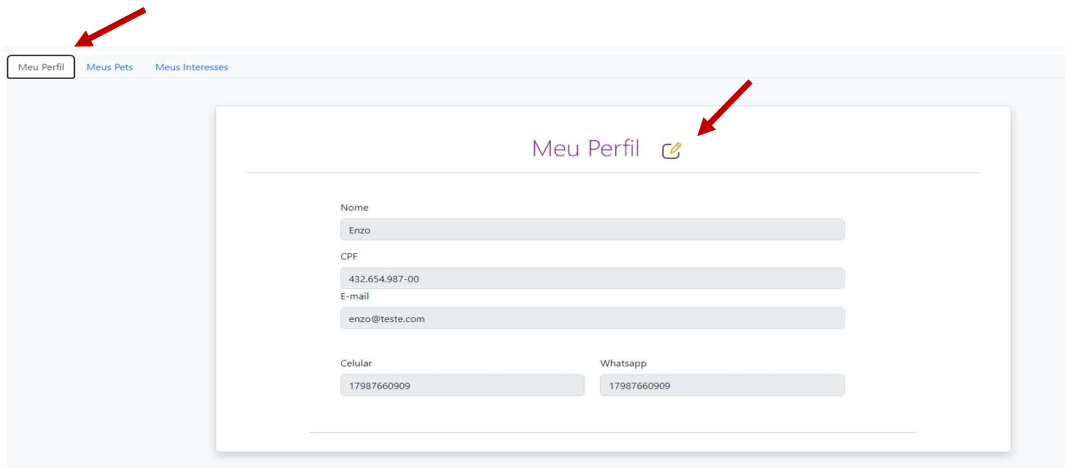 Meu Perfil Meus Pets Meus Interesses
Meu Perfil
Nome
Enzo
CPF
432.654.987-00
E-mail
enzo@teste.com
Celular Whatsapp
17987660909 17987660909